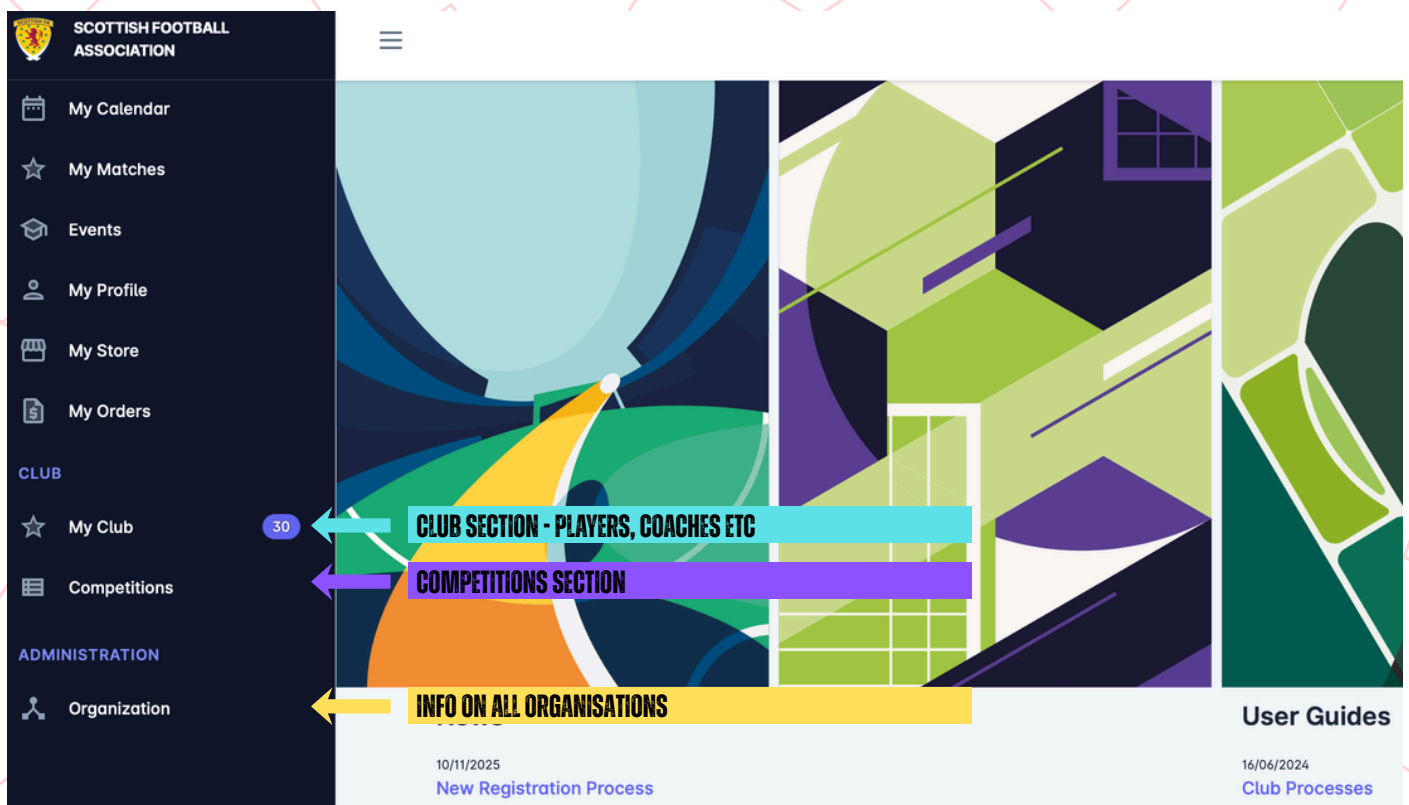 SCOTTISH FOOTBALL
ASSOCIATION
My Calendar
My Matches
Events
My Profile
My Store
My Orders
CLUB
My Club
30
CLUB SECTION - PLAYERS, COACHES ETC
Competitions
COMPETITIONS SECTION
ADMINISTRATION
Organization
INFO ON ALL ORGANISATIONS
User Guides
10/11/2025
New Registration Process
16/06/2024
Club Processes